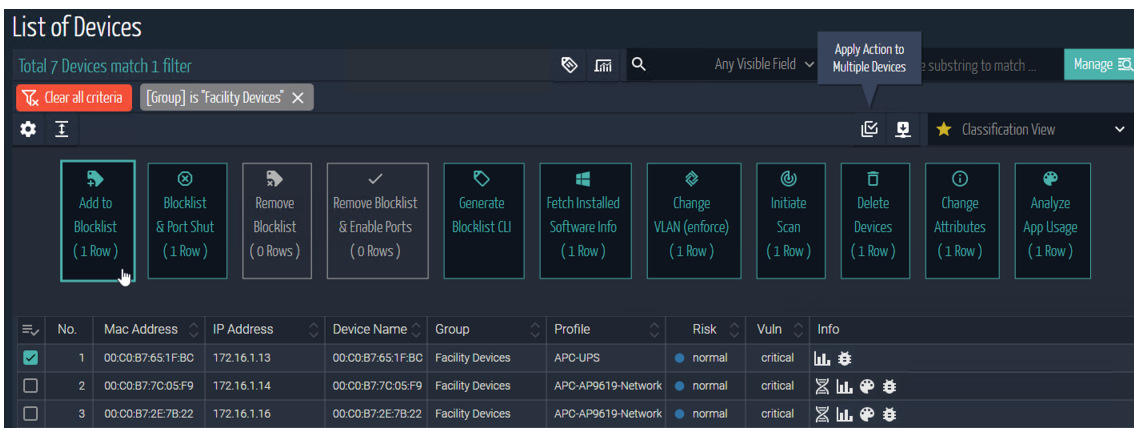 List of Devices
Apply Action to
Multiple Devices
Total 7 Devices match 1 filter
Any Visible Field
substring to match ...
Manage
Clear all criteria
[Group] is "Facility Devices"
Classification View
Add to
Blocklist
( 1 Row )
Blocklist
& Port Shut
( 1 Row )
Remove
Blocklist
( 0 Rows )
Remove Blocklist
& Enable Ports
( 0 Rows )
Generate
Blocklist CLI
Fetch Installed
Software Info
( 1 Row )
Change
VLAN (enforce)
( 1 Row )
Initiate
Scan
( 1 Row )
Delete
Devices
( 1 Row )
Change
Attributes
( 1 Row )
Analyze
App Usage
( 1 Row )
No. Mac Address IP Address Device Name Group Profile Risk Vuln Info
1 00:C0:B7:65:1F:BC 172.16.1.13 00:C0:B7:65:1F:BC Facility Devices APC-UPS normal critical
2 00:C0:B7:7C:05:F9 172.16.1.14 00:C0:B7:7C:05:F9 Facility Devices APC-AP9619-Network normal critical
3 00:C0:B7:2E:7B:22 172.16.1.16 00:C0:B7:2E:7B:22 Facility Devices APC-AP9619-Network normal critical